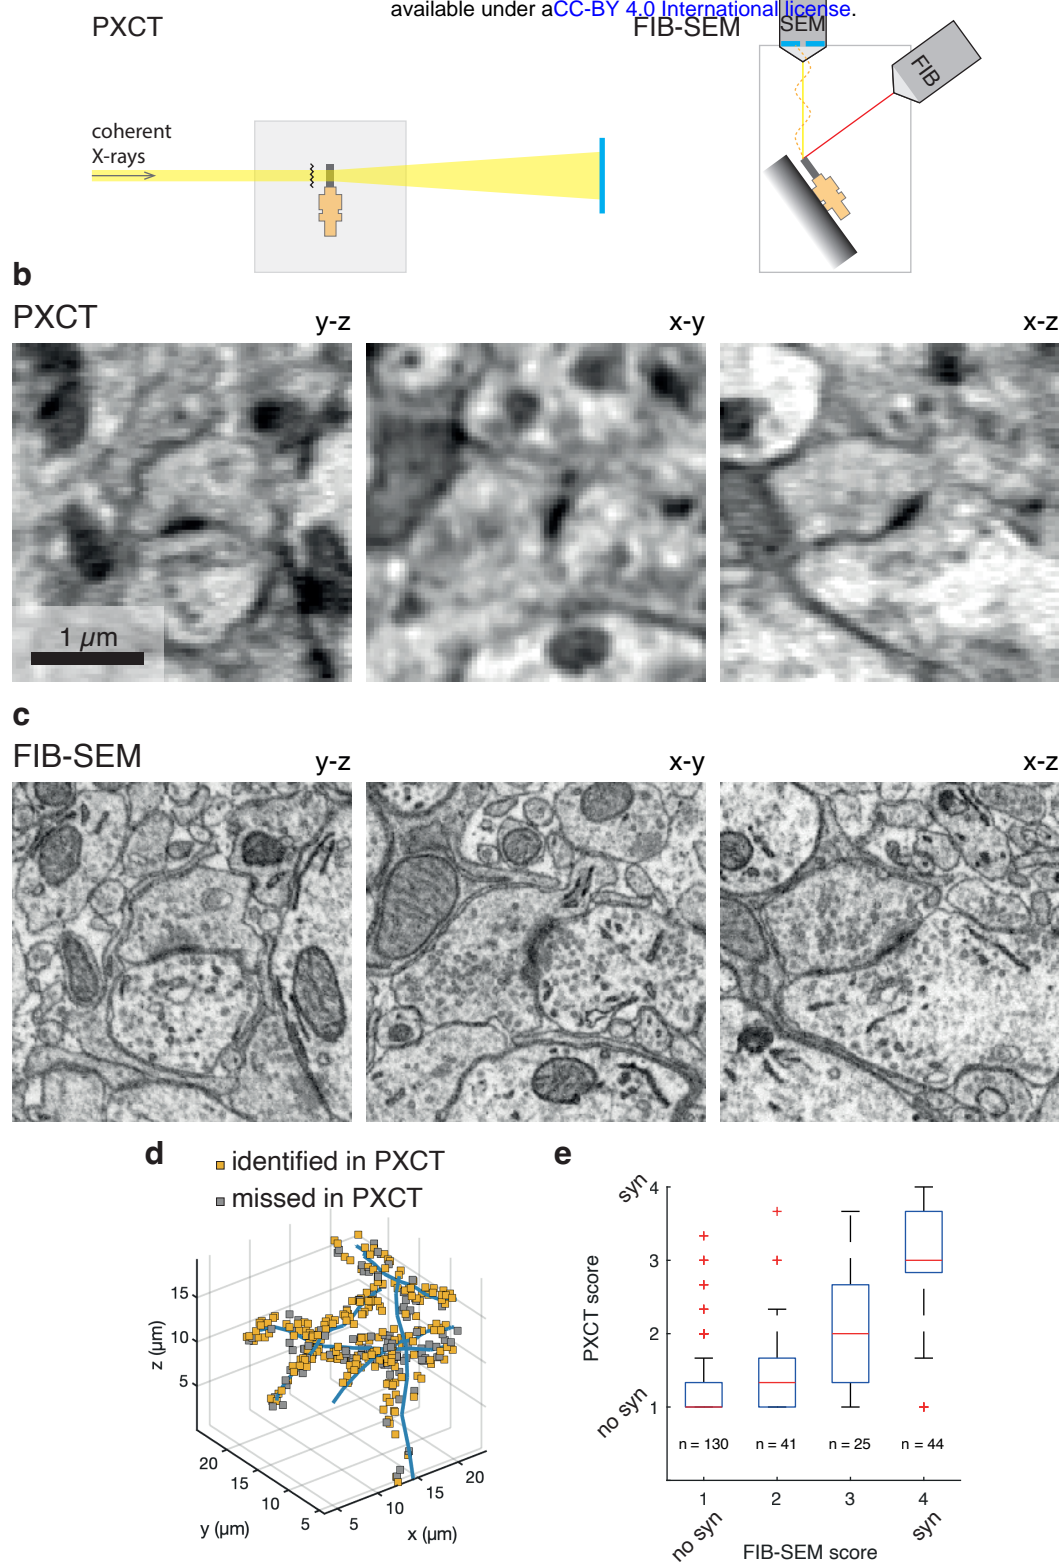 available under aCC-BY 4.0 International license.
PXCT
FIB-SEM
SEM
FIB
coherent
X-rays
b
PXCT
y-z
x-y
x-z
1 μm
c
FIB-SEM
y-z
x-y
x-z
d
identified in PXCT
missed in PXCT
z (μm)
15
10
5
20
15
10
5
y (μm)
5
10
15
20
x (μm)
e
syn
no syn
PXCT score
4
3
2
1
n = 130
n = 41
n = 25
n = 44
1
2
3
4
no syn
syn
FIB-SEM score